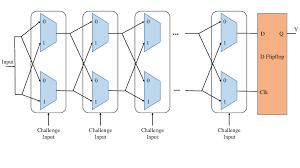 0
1
0
1
0
1
0
1
0
1
0
1
0
1
0
1
...
...
Input
D Q
Y
D Flipflop
Clk
Challenge
Input
Challenge
Input
Challenge
Input
Challenge
Input